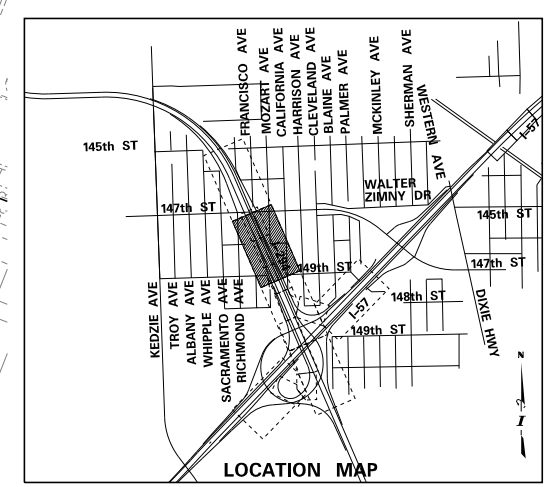 FRANCISCO AVE
MOZART AVE
CALIFORNIA AVE
HARRISON AVE
CLEVELAND AVE
BLAINE AVE
PALMER AVE
MCKINLEY AVE
SHERMAN AVE
WESTERN AVE
I-57
145th ST
WALTER
ZIMNY DR
147th ST
145th ST
I-294
149th ST
147th ST
148th ST
I-57
149th ST
KEDZIE AVE
TROY AVE
ALBANY AVE
WHIPPLE AVE
SACRAMENTO AVE
RICHMOND AVE
DIXIE HWY
N
LOCATION MAP